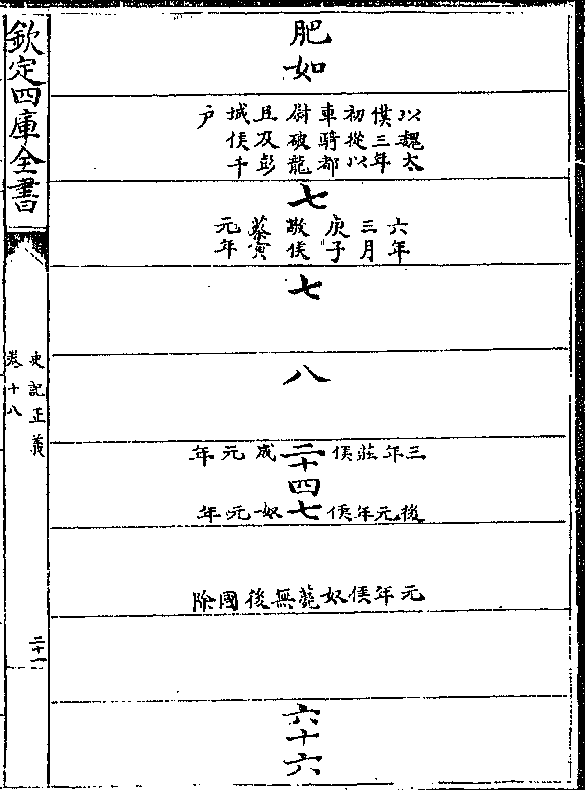 欽定四庫全書
肥如
以魏太
僕三年
初從以
車騎都
尉破龍
且及彭
城侯千
户
七
六年
三月
庚子
敬侯
蔡寅
元年
七
八
二十四
三年莊侯成元年
七
後元年侯奴元年
元年侯奴薨無後國除
六十六
史記正義
卷十八
二十一